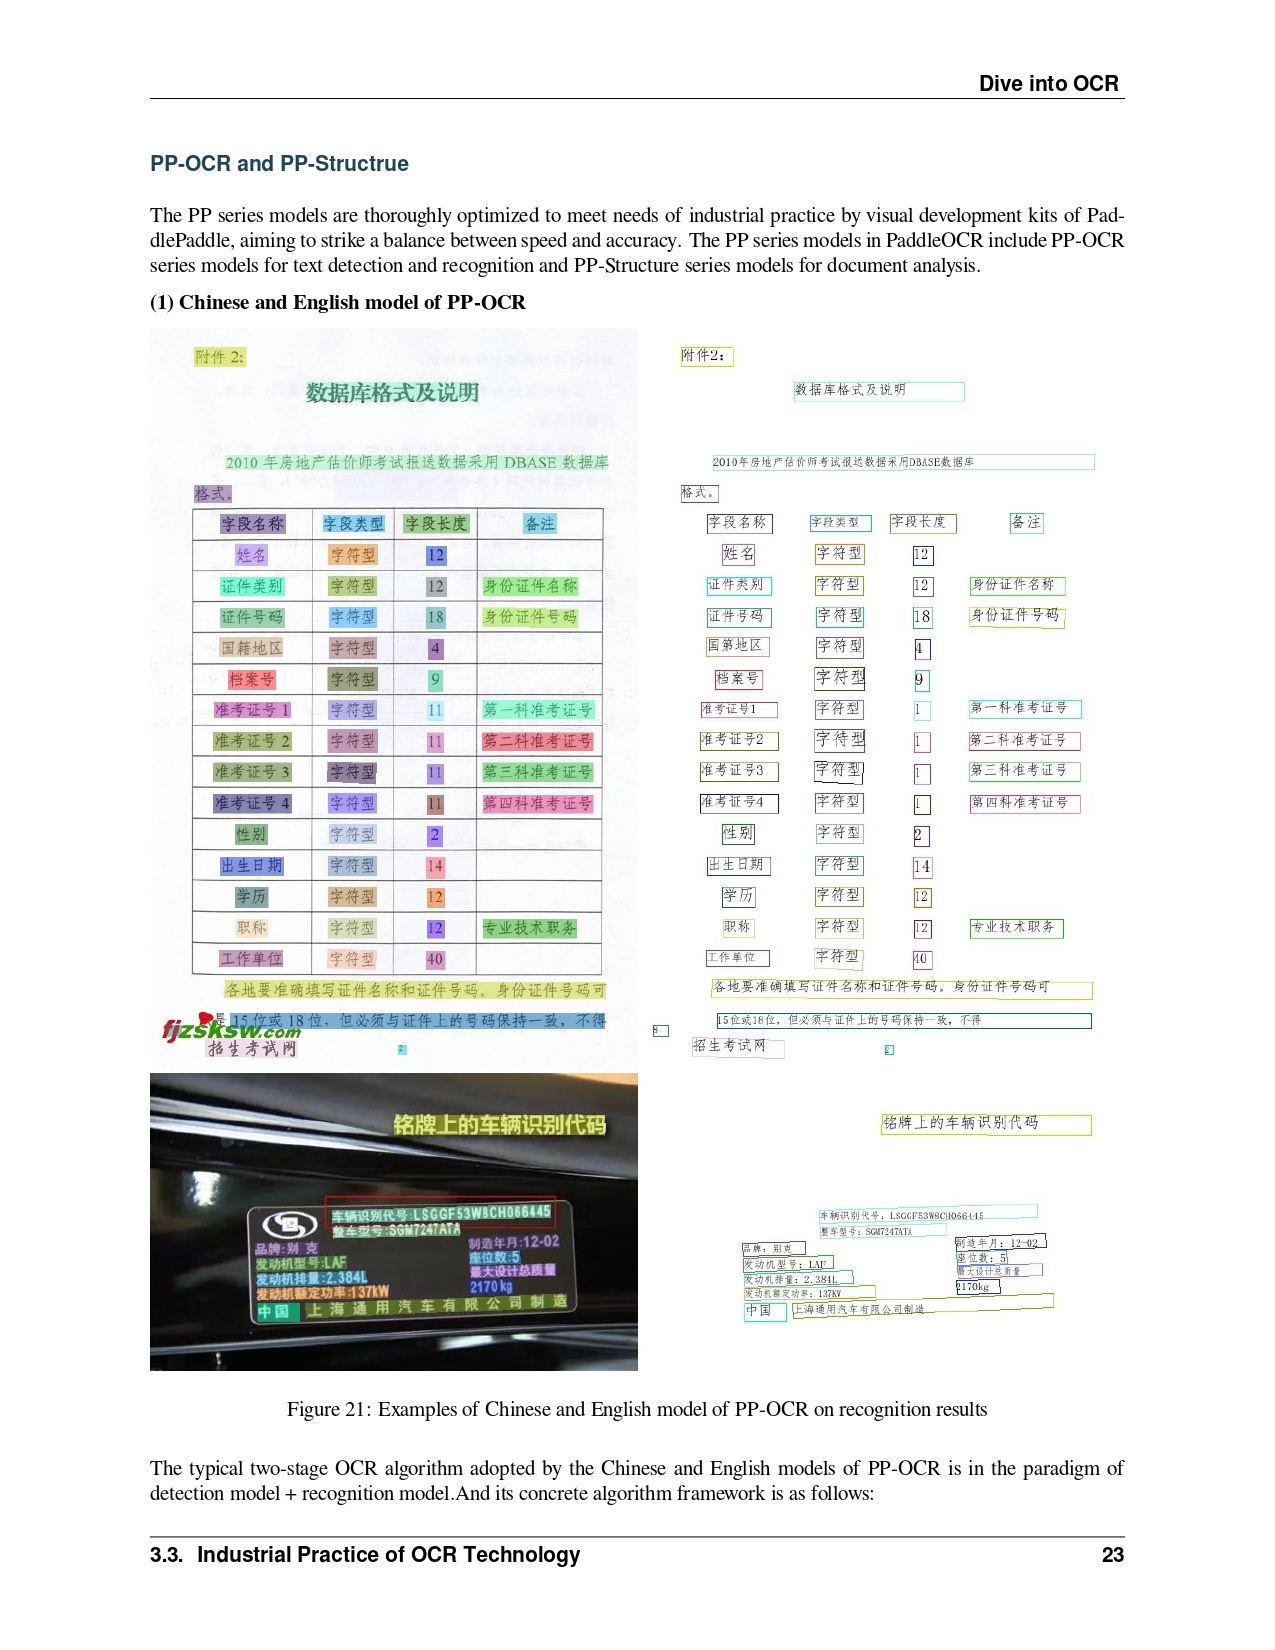 Dive into OCR
PP-OCR and PP-Structrue
The PP series models are thoroughly optimized to meet needs of industrial practice by visual development kits of Pad-
dlePaddle, aiming to strike a balance between speed and accuracy. The PP series models in PaddleOCR include PP-OCR
series models for text detection and recognition and PP-Structure series models for document analysis.
(1) Chinese and English model of PP-OCR
附件 2:
数据库格式及说明
2010 年房地产估价师考试报送数据采用 DBASE 数据库
格式。
字段名称 字段类型 字段长度 备注
姓名 字符型 12
证件类别 字符型 12 身份证件名称
证件号码 字符型 18 身份证件号码
国籍地区 字符型 4
档案号 字符型 9
准考证号 1 字符型 11 第一科准考证号
准考证号 2 字符型 11 第二科准考证号
准考证号 3 字符型 11 第三科准考证号
准考证号 4 字符型 11 第四科准考证号
性别 字符型 2
出生日期 字符型 14
学历 字符型 12
职称 字符型 12 专业技术职务
工作单位 字符型 40
各地要准确填写证件名称和证件号码。身份证件号码可
是 15 位或 18 位，但必须与证件上的号码保持一致，不得
fjzsksw.com
招生考试网
2
附件2：
数据库格式及说明
2010年房地产估价师考试报送数据采用DBASE数据库
格式。
字段名称 字段类型 字段长度 备注
姓名 字符型 12
证件类别 字符型 12 身份证件名称
证件号码 字符型 18 身份证件号码
国第地区 字符型 4
档案号 字符型 9
准考证号1 字符型 1 第一科准考证号
准考证号2 字待型 1 第二科准考证号
准考证号3 字符型 1 第三科准考证号
准考证号4 字符型 1 第四科准考证号
性别 字符型 2
出生日期 字符型 14
学历 字符型 12
职称 字符型 12 专业技术职务
工作单位 字符型 40
各地要准确填写证件名称和证件号码。身份证件号码可
15位或18位，但必须与证件上的号码保持一致，不得
8
招生考试网
2
铭牌上的车辆识别代码
车辆识别代号:LSGGF53W8CH066445
整车型号:SGM7247ATA
品牌:别 克 制造年月:12-02
发动机型号:LAF 座位数:5
发动机排量:2.384L 最大设计总质量
发动机额定功率:137kW 2170kg
中国 上海通用汽车有限公司制造
铭牌上的车辆识别代码
车辆识别代号：LSGGF53W8CH066445
整车型号：SGM7247ATA
品牌：别克 制造年月：12-02
发动机型号：LAF 座位数：5
发动机排量：2.384L 最大设计总质量
发动机额定功率：137KW 2170kg
中国 上海通用汽车有限公司制造
Figure 21: Examples of Chinese and English model of PP-OCR on recognition results
The typical two-stage OCR algorithm adopted by the Chinese and English models of PP-OCR is in the paradigm of
detection model + recognition model.And its concrete algorithm framework is as follows:
3.3. Industrial Practice of OCR Technology 23